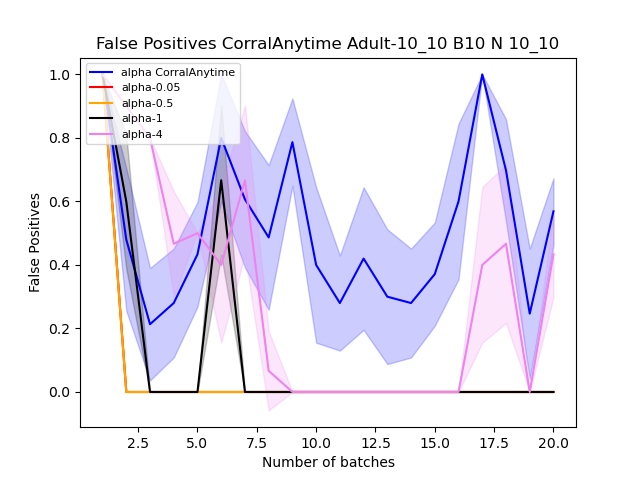 False Positives CorralAnytime Adult-10_10 B10 N 10_10
1.0
0.8
0.6
0.4
0.2
0.0
False Positives
alpha CorralAnytime
alpha-0.05
alpha-0.5
alpha-1
alpha-4
2.5 5.0 7.5 10.0 12.5 15.0 17.5 20.0
Number of batches